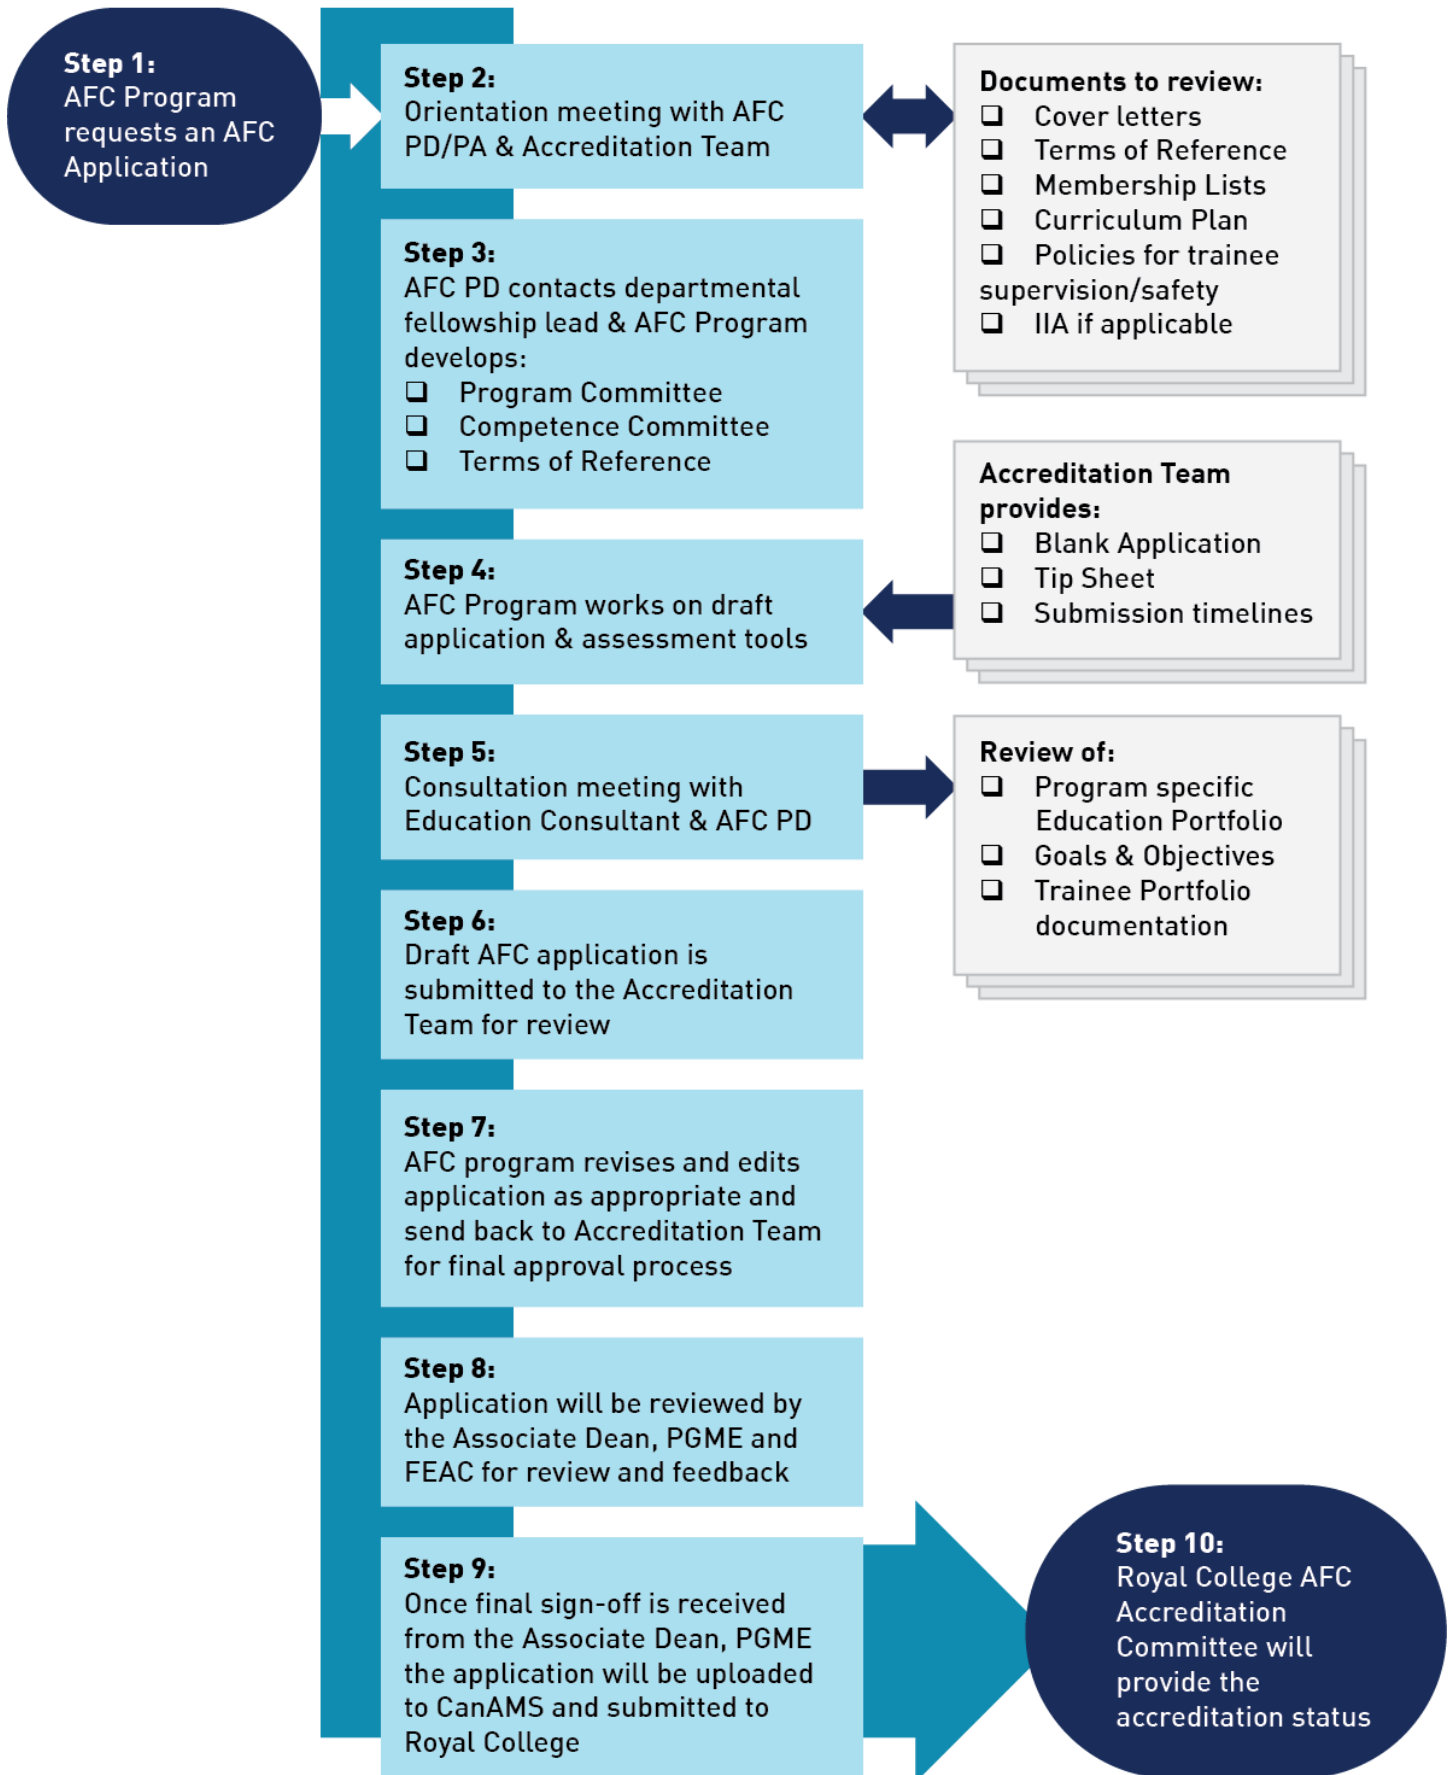 Step 1:
AFC Program
requests an AFC
Application
Step 2:
Orientation meeting with AFC
PD/PA & Accreditation Team
Documents to review:
❑ Cover letters
❑ Terms of Reference
❑ Membership Lists
❑ Curriculum Plan
❑ Policies for trainee
supervision/safety
❑ IIA if applicable
Step 3:
AFC PD contacts departmental
fellowship lead & AFC Program
develops:
❑ Program Committee
❑ Competence Committee
❑ Terms of Reference
Step 4:
AFC Program works on draft
application & assessment tools
Accreditation Team
provides:
❑ Blank Application
❑ Tip Sheet
❑ Submission timelines
Step 5:
Consultation meeting with
Education Consultant & AFC PD
Review of:
❑ Program specific
Education Portfolio
❑ Goals & Objectives
❑ Trainee Portfolio
documentation
Step 6:
Draft AFC application is
submitted to the Accreditation
Team for review
Step 7:
AFC program revises and edits
application as appropriate and
send back to Accreditation Team
for final approval process
Step 8:
Application will be reviewed by
the Associate Dean, PGME and
FEAC for review and feedback
Step 9:
Once final sign-off is received
from the Associate Dean, PGME
the application will be uploaded
to CanAMS and submitted to
Royal College
Step 10:
Royal College AFC
Accreditation
Committee will
provide the
accreditation status